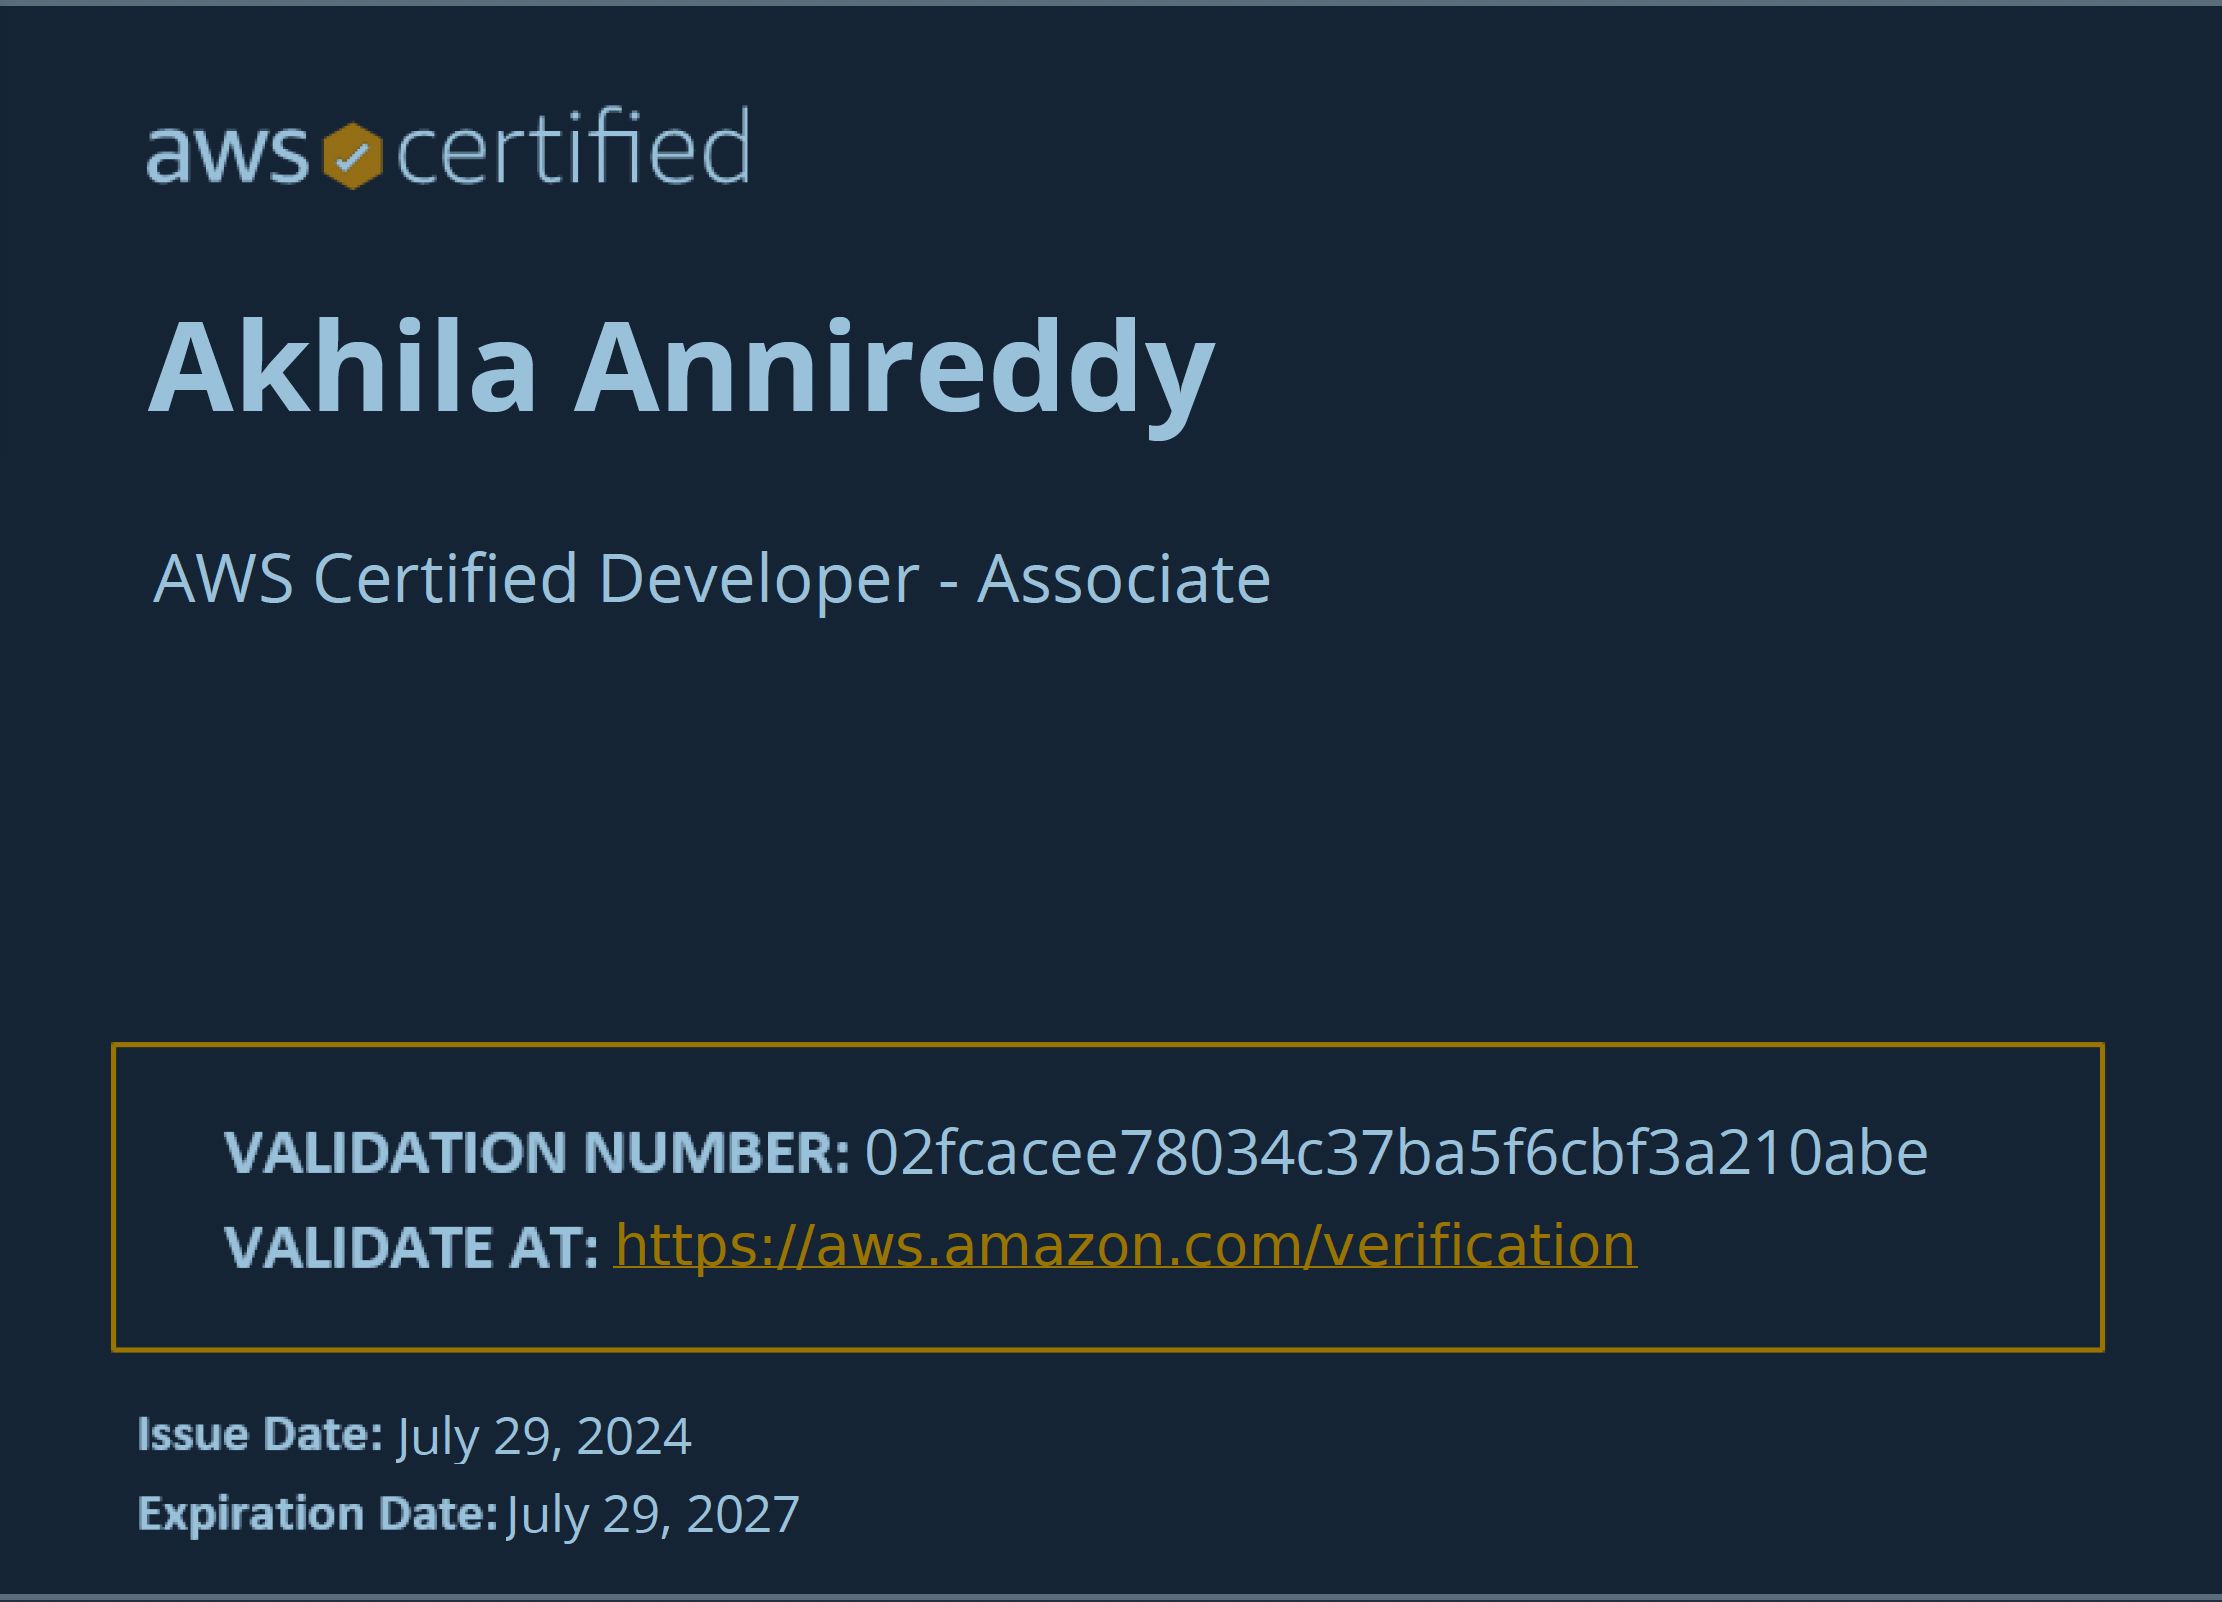 aws certified
Akhila Annireddy
AWS Certified Developer - Associate
VALIDATION NUMBER: 02fcacee78034c37ba5f6cbf3a210abe
VALIDATE AT: https://aws.amazon.com/verification
Issue Date: July 29, 2024
Expiration Date: July 29, 2027